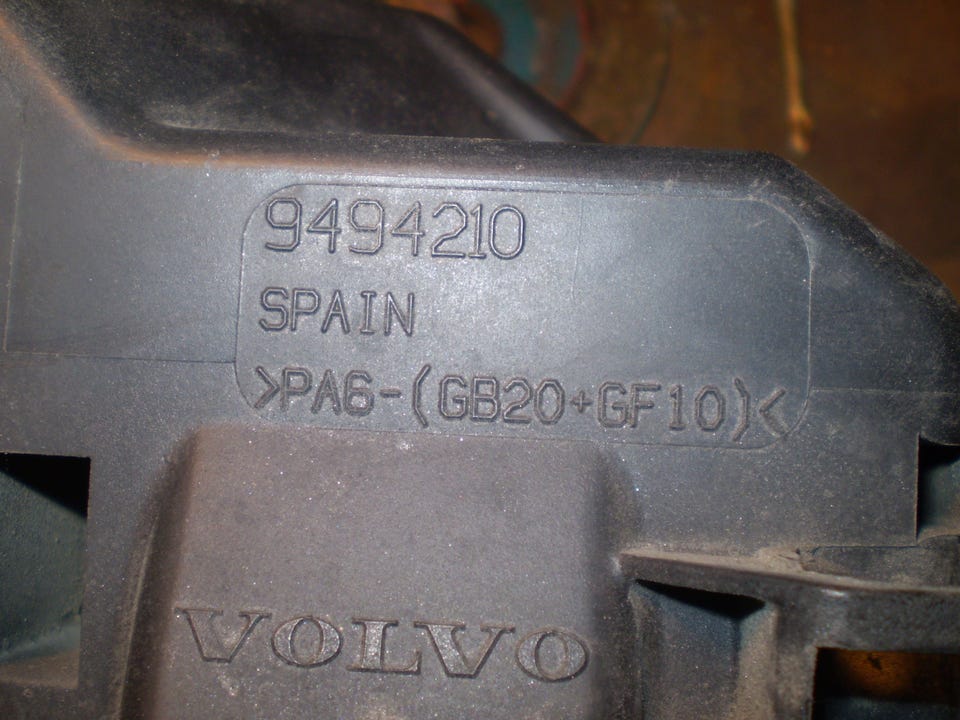 9494210
SPAIN
>PA6-(GB20+GF10)<
VOLVO